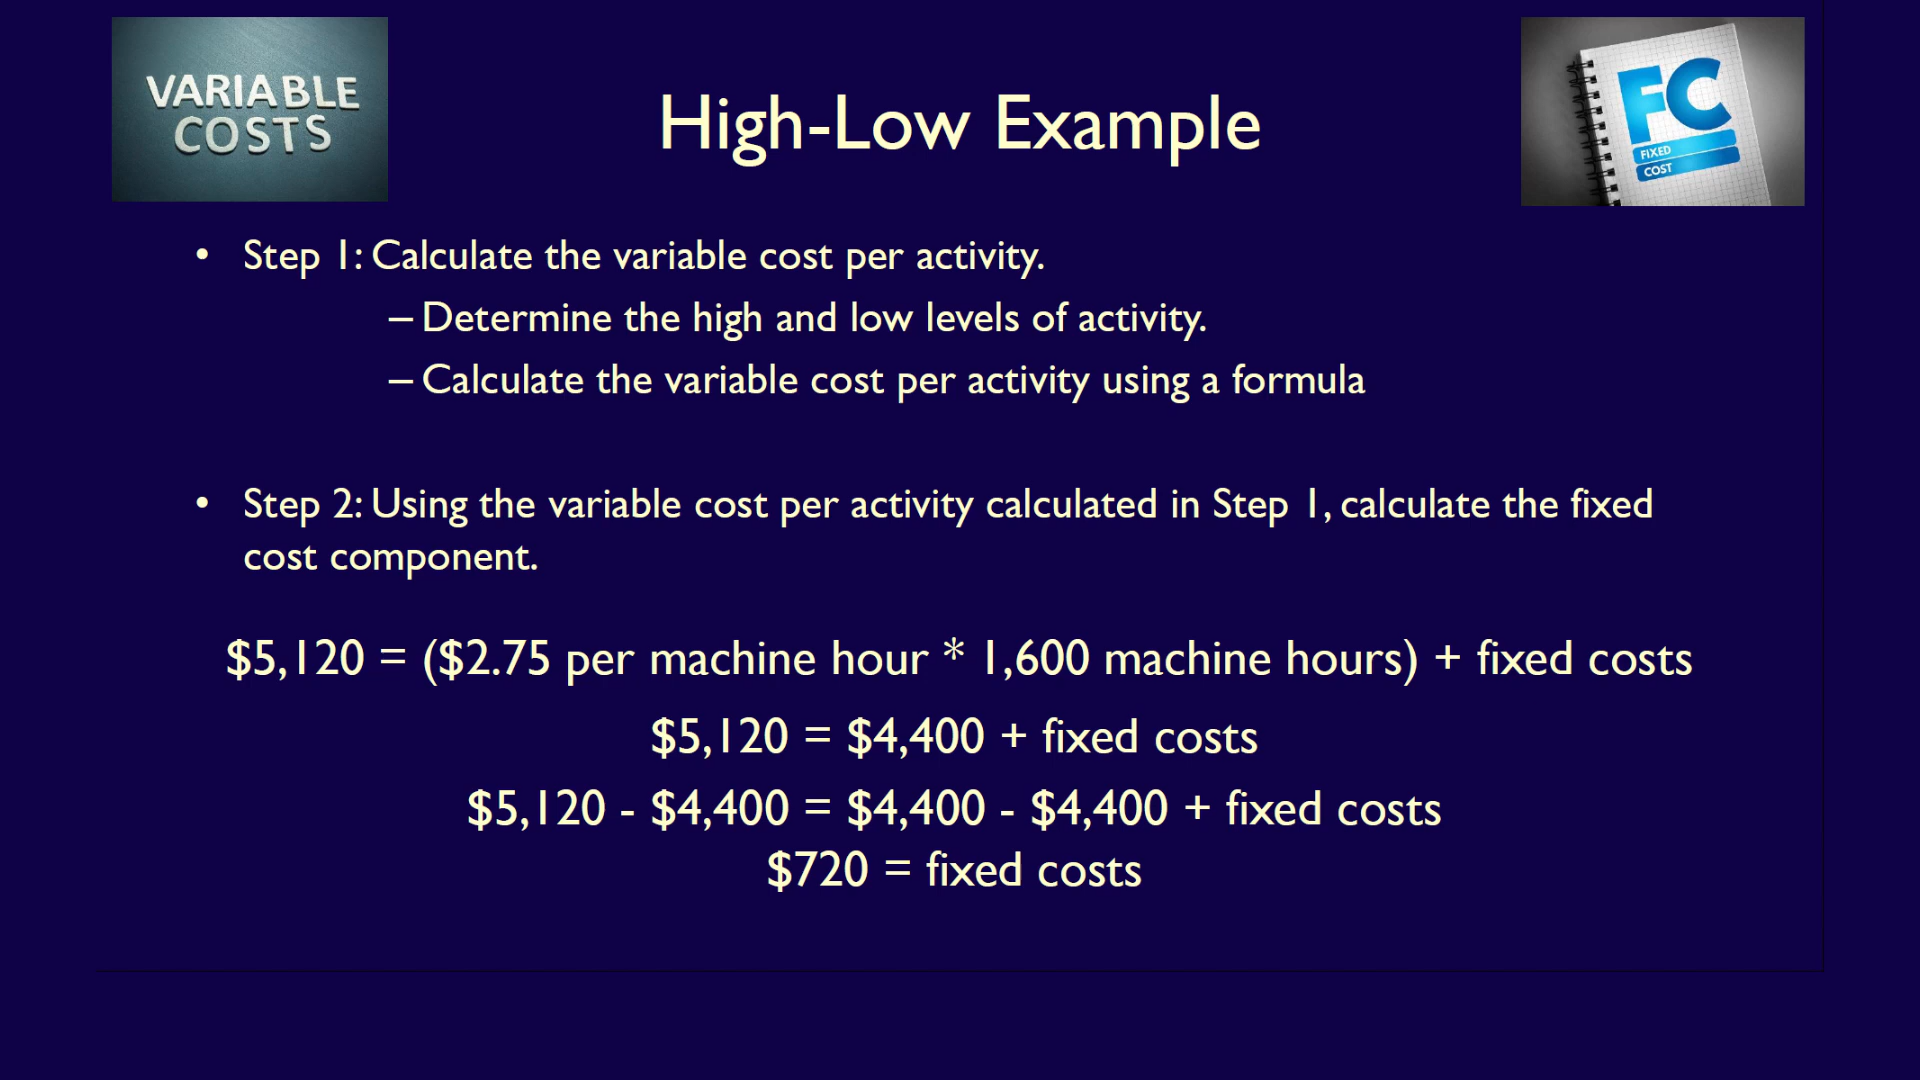 VARIABLE
COSTS
High-Low Example
FC
FIXED
COST
• Step 1: Calculate the variable cost per activity.
– Determine the high and low levels of activity.
– Calculate the variable cost per activity using a formula
• Step 2: Using the variable cost per activity calculated in Step 1, calculate the fixed
cost component.
$5,120 = ($2.75 per machine hour * 1,600 machine hours) + fixed costs
$5,120 = $4,400 + fixed costs
$5,120 - $4,400 = $4,400 - $4,400 + fixed costs
$720 = fixed costs